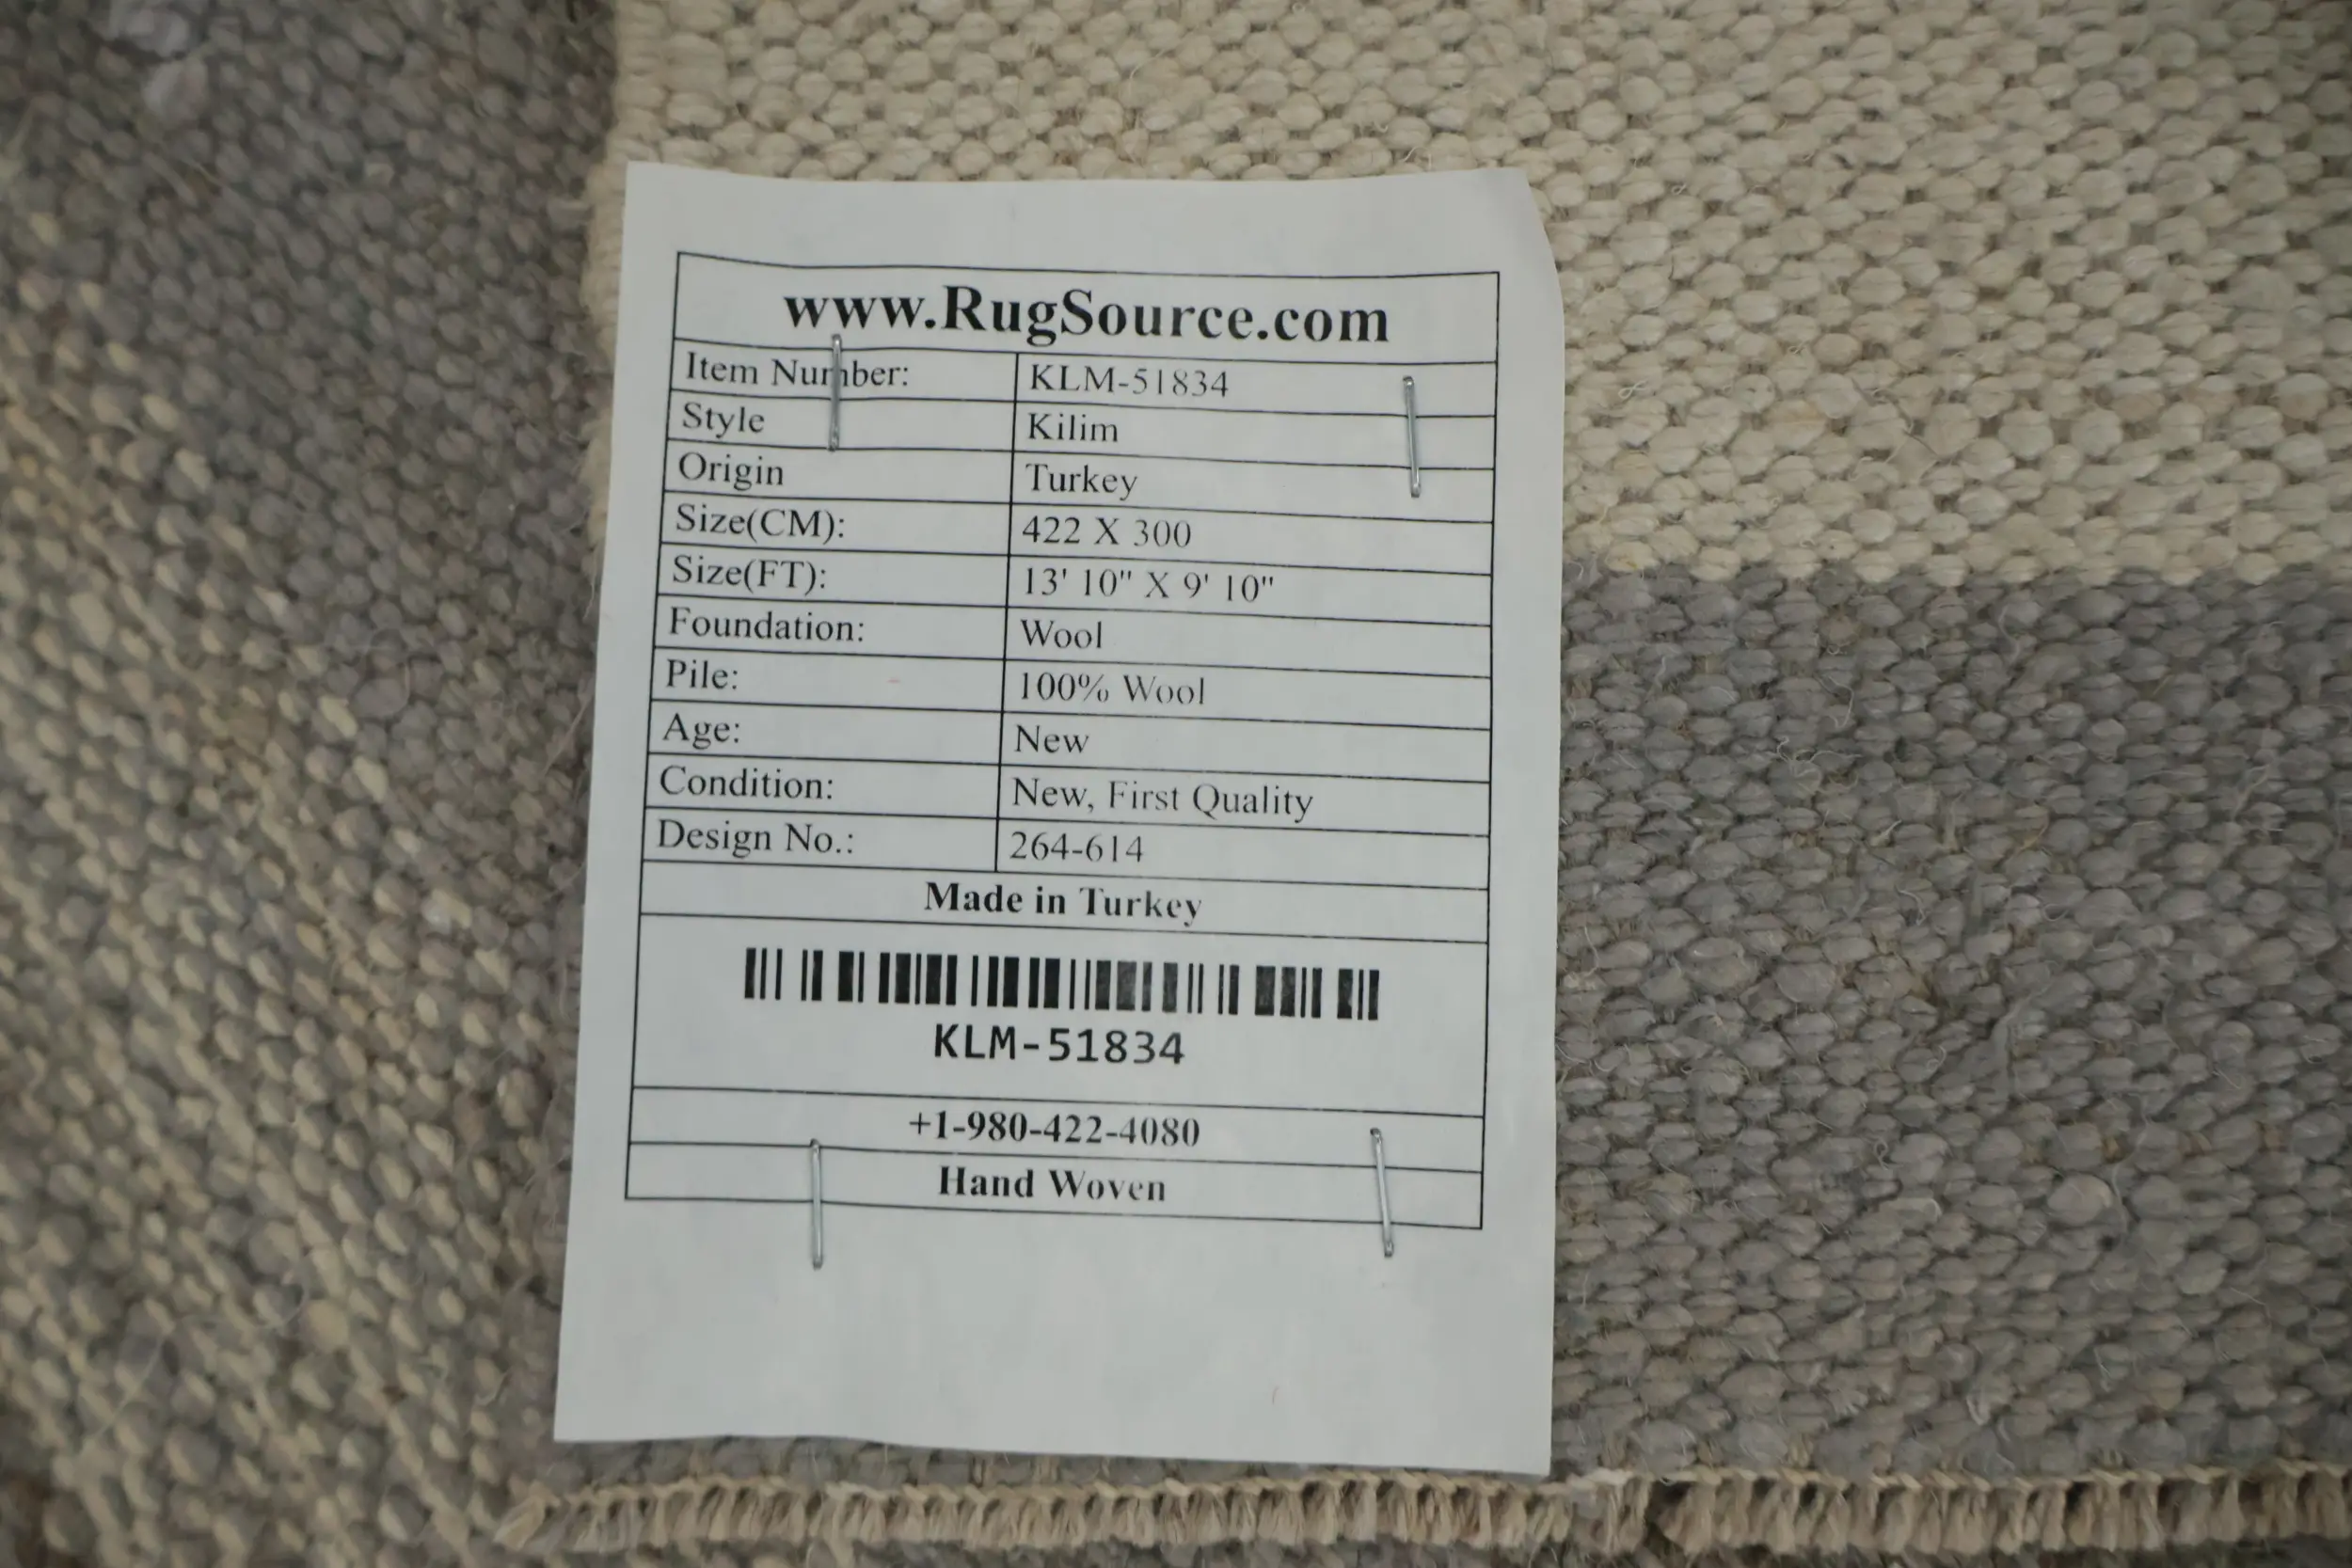 www.RugSource.com
Item Number: KLM-51834
Style Kilim
Origin Turkey
Size(CM): 422 X 300
Size(FT): 13' 10" X 9' 10"
Foundation: Wool
Pile: 100% Wool
Age: New
Condition: New, First Quality
Design No.: 264-614
Made in Turkey
KLM-51834
+1-980-422-4080
Hand Woven